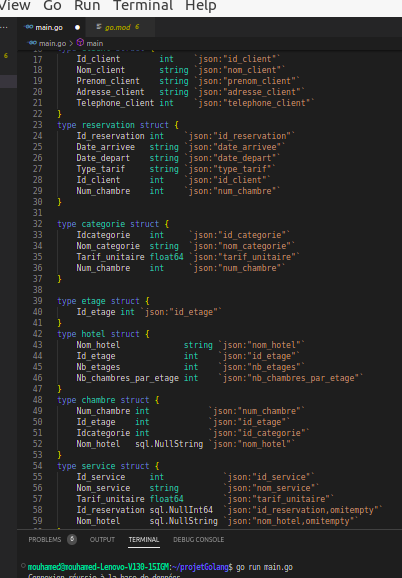 View Go Run Terminal Help
main.go go.mod 6
6
main.go > main
17 Id_client int `json:"id_client"`
18 Nom_client string `json:"nom_client"`
19 Prenom_client string `json:"prenom_client"`
20 Adresse_client string `json:"adresse_client"`
21 Telephone_client int `json:"telephone_client"`
22 }
23 type reservation struct {
24 Id_reservation int `json:"id_reservation"`
25 Date_arrivee string `json:"date_arrivee"`
26 Date_depart string `json:"date_depart"`
27 Type_tarif string `json:"type_tarif"`
28 Id_client int `json:"id_client"`
29 Num_chambre int `json:"num_chambre"`
30 }
31
32 type categorie struct {
33 Idcategorie int `json:"id_categorie"`
34 Nom_categorie string `json:"nom_categorie"`
35 Tarif_unitaire float64 `json:"tarif_unitaire"`
36 Num_chambre int `json:"num_chambre"`
37 }
38
39 type etage struct {
40 Id_etage int `json:"id_etage"`
41 }
42 type hotel struct {
43 Nom_hotel string `json:"nom_hotel"`
44 Id_etage int `json:"id_etage"`
45 Nb_etages int `json:"nb_etages"`
46 Nb_chambres_par_etage int `json:"nb_chambres_par_etage"`
47 }
48 type chambre struct {
49 Num_chambre int `json:"num_chambre"`
50 Id_etage int `json:"id_etage"`
51 Idcategorie int `json:"id_categorie"`
52 Nom_hotel sql.NullString `json:"nom_hotel"`
53 }
54 type service struct {
55 Id_service int `json:"id_service"`
56 Nom_service string `json:"nom_service"`
57 Tarif_unitaire float64 `json:"tarif_unitaire"`
58 Id_reservation sql.NullInt64 `json:"id_reservation,omitempty"`
59 Nom_hotel sql.NullString `json:"nom_hotel,omitempty"`
PROBLEMS 6 OUTPUT TERMINAL DEBUG CONSOLE
mouhamed@mouhamed-Lenovo-V130-15IGM:~/projetGolang$ go run main.go
Connexion réussie à la base de données